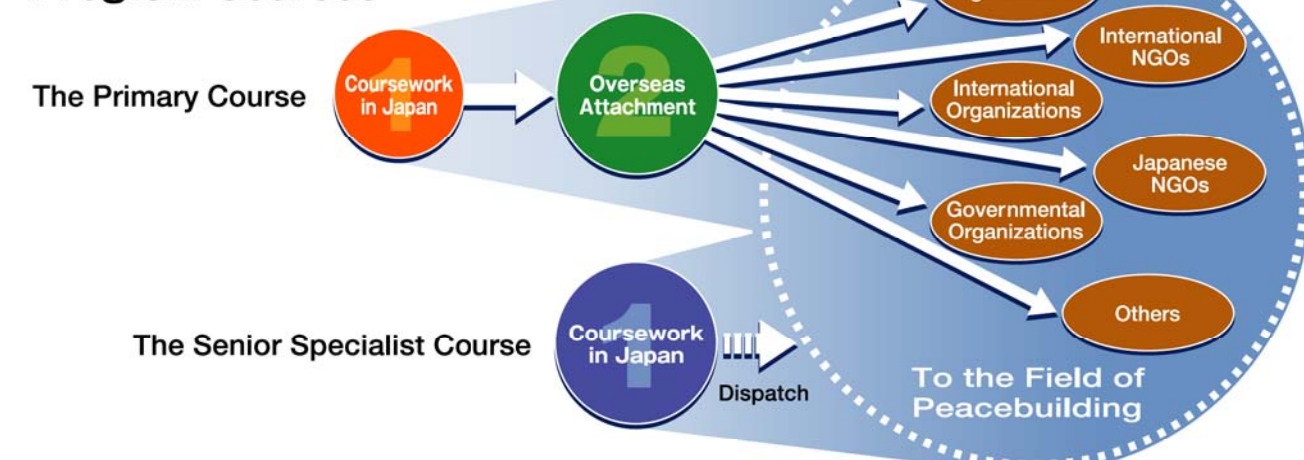 The Primary Course
1
Coursework
in Japan
2
Overseas
Attachment
International
NGOs
International
Organizations
Japanese
NGOs
Governmental
Organizations
Others
The Senior Specialist Course
1
Coursework
in Japan
Dispatch
To the Field of
Peacebuilding